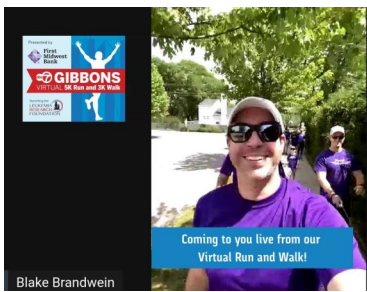 Presented by
First
Midwest
Bank
7 GIBBONS
VIRTUAL 5K Run and 3K Walk
LEUKEMIA
RESEARCH
FOUNDATION
Coming to you live from our
Virtual Run and Walk!
Blake Brandwein